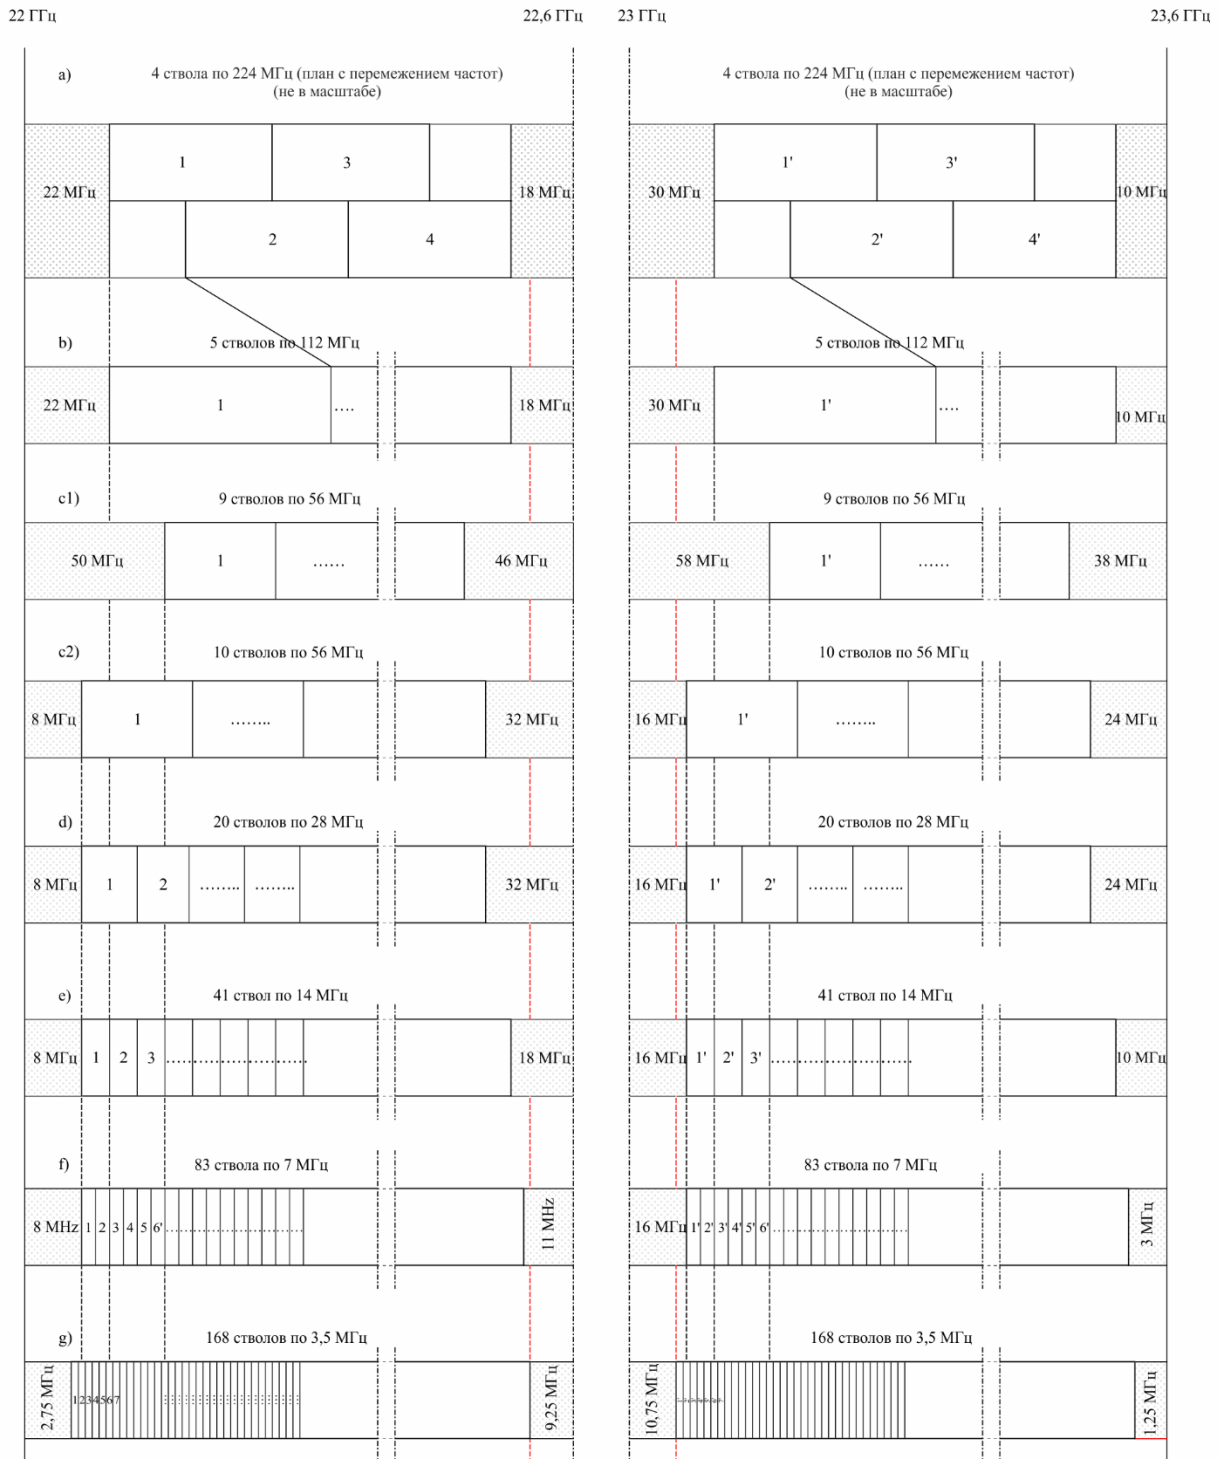 22 ГГц 22,6 ГГц 23 ГГц 23,6 ГГц
a) 4 ствола по 224 МГц (план с перемежением частот) 4 ствола по 224 МГц (план с перемежением частот)
(не в масштабе) (не в масштабе)
1 3 1' 3'
22 МГц 18 МГц 30 МГц 10 МГц
2 4 2' 4'
b) 5 стволов по 112 МГц 5 стволов по 112 МГц
22 МГц 1 .... 18 МГц 30 МГц 1' .... 10 МГц
c1) 9 стволов по 56 МГц 9 стволов по 56 МГц
50 МГц 1 ...... 46 МГц 58 МГц 1' ...... 38 МГц
c2) 10 стволов по 56 МГц 10 стволов по 56 МГц
8 МГц 1 ........ 32 МГц 16 МГц 1' ........ 24 МГц
d) 20 стволов по 28 МГц 20 стволов по 28 МГц
8 МГц 1 2 ........ ........ 32 МГц 16 МГц 1' 2' ........ ........ 24 МГц
e) 41 ствол по 14 МГц 41 ствол по 14 МГц
8 МГц 1 2 3 18 МГц 16 МГц 1' 2' 3' 10 МГц
f) 83 ствола по 7 МГц 83 ствола по 7 МГц
8 MHz 1 2 3 4 5 6' 11 MHz 16 МГц 1' 2' 3' 4' 5' 6' 3 МГц
g) 168 стволов по 3,5 МГц 168 стволов по 3,5 МГц
2,75 МГц 1 2 3 4 5 6 7 9,25 МГц 10,75 МГц 1,25 МГц